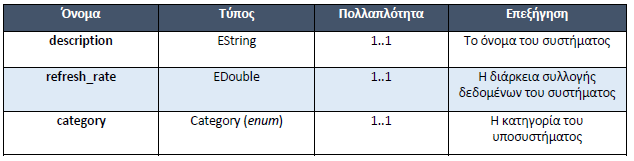 Όνομα Τύπος Πολλαπλότητα Επεξήγηση
description EString 1..1 Το όνομα του συστήματος
refresh_rate EDouble 1..1 Η διάρκεια συλλογής
δεδομένων του συστήματος
category Category (enum) 1..1 Η κατηγορία του
υποσυστήματος